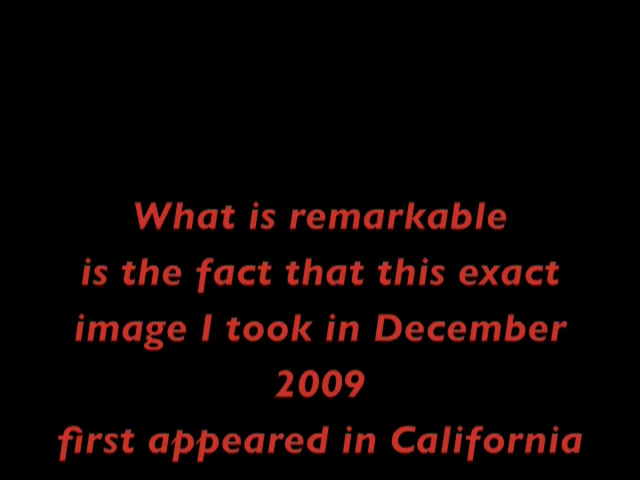 What is remarkable
is the fact that this exact
image I took in December
2009
first appeared in California